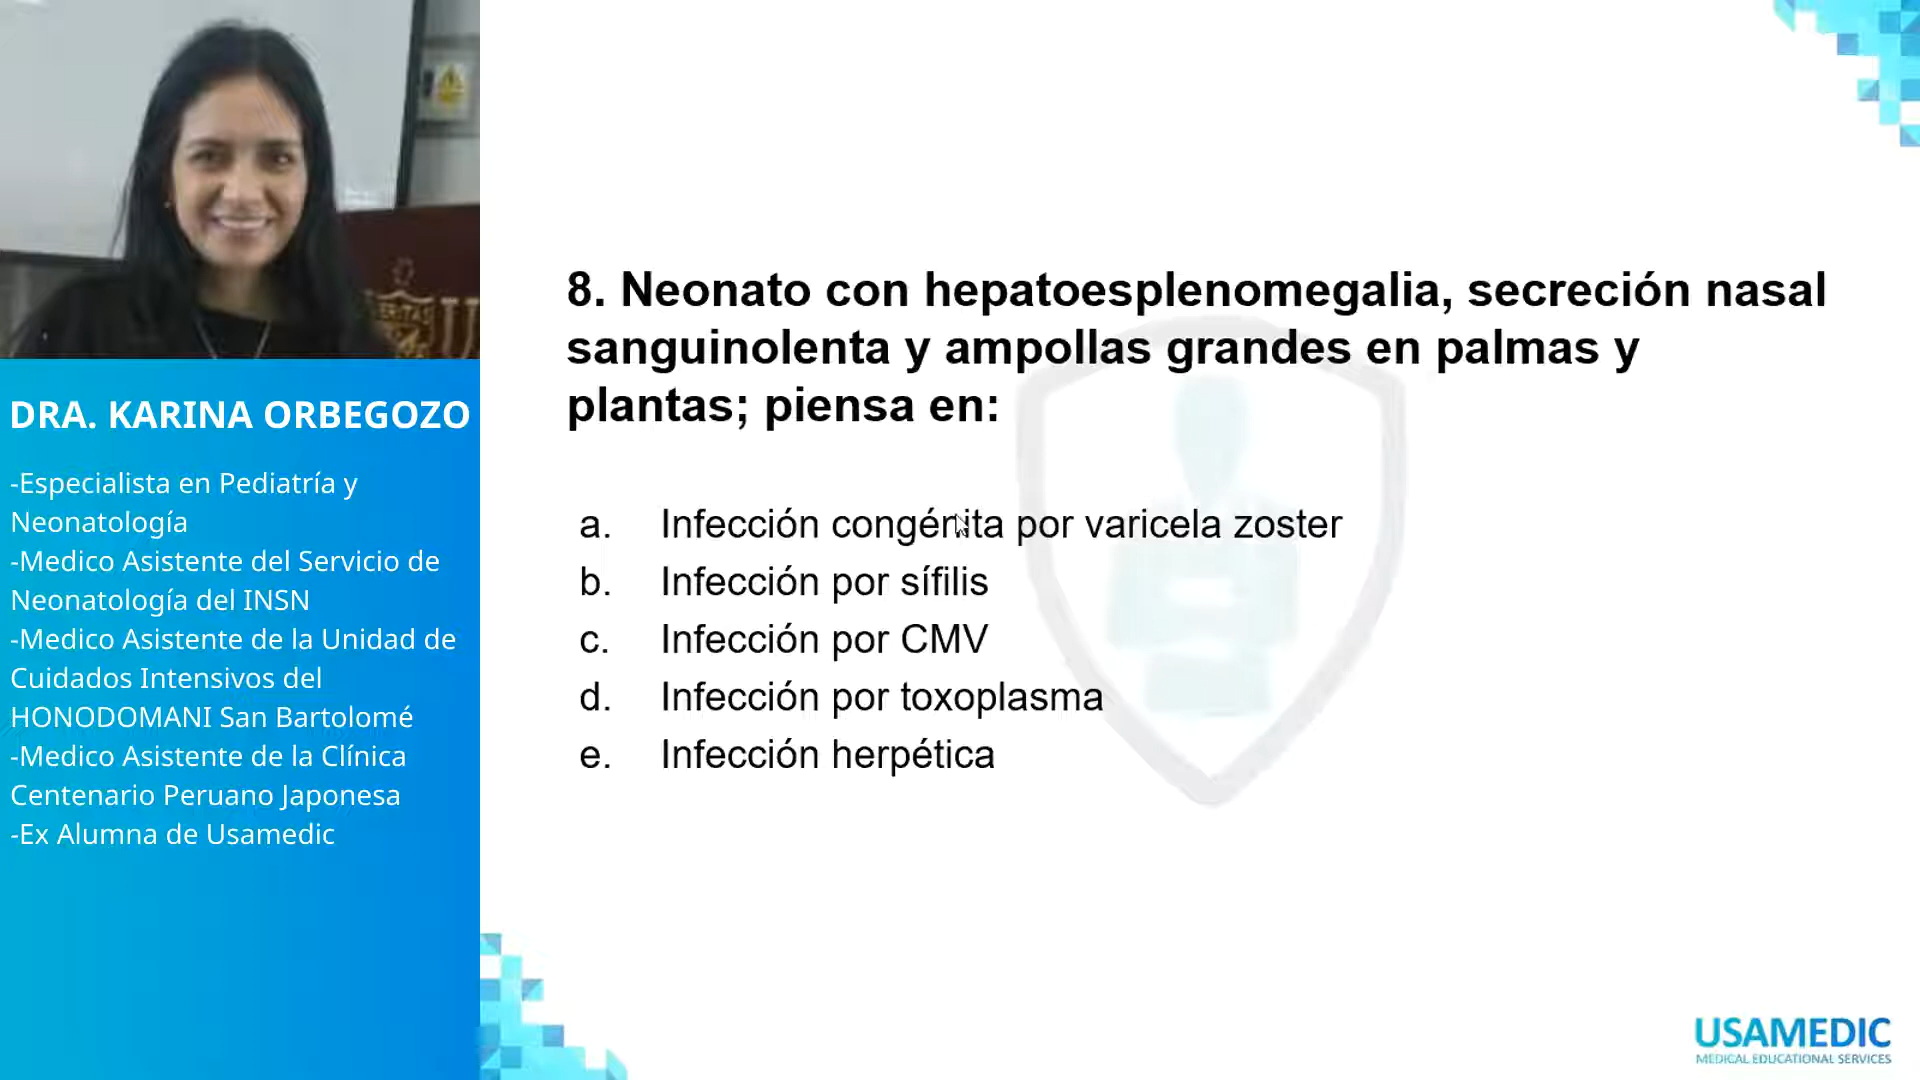 DRA. KARINA ORBEGOZO
-Especialista en Pediatría y
Neonatología
-Medico Asistente del Servicio de
Neonatología del INSN
-Medico Asistente de la Unidad de
Cuidados Intensivos del
HONODOMANI San Bartolomé
-Medico Asistente de la Clínica
Centenario Peruano Japonesa
-Ex Alumna de Usamedic
8. Neonato con hepatoesplenomegalia, secreción nasal
sanguinolenta y ampollas grandes en palmas y
plantas; piensa en:
a. Infección congénita por varicela zoster
b. Infección por sífilis
c. Infección por CMV
d. Infección por toxoplasma
e. Infección herpética
USAMEDIC
MEDICAL EDUCATIONAL SERVICES